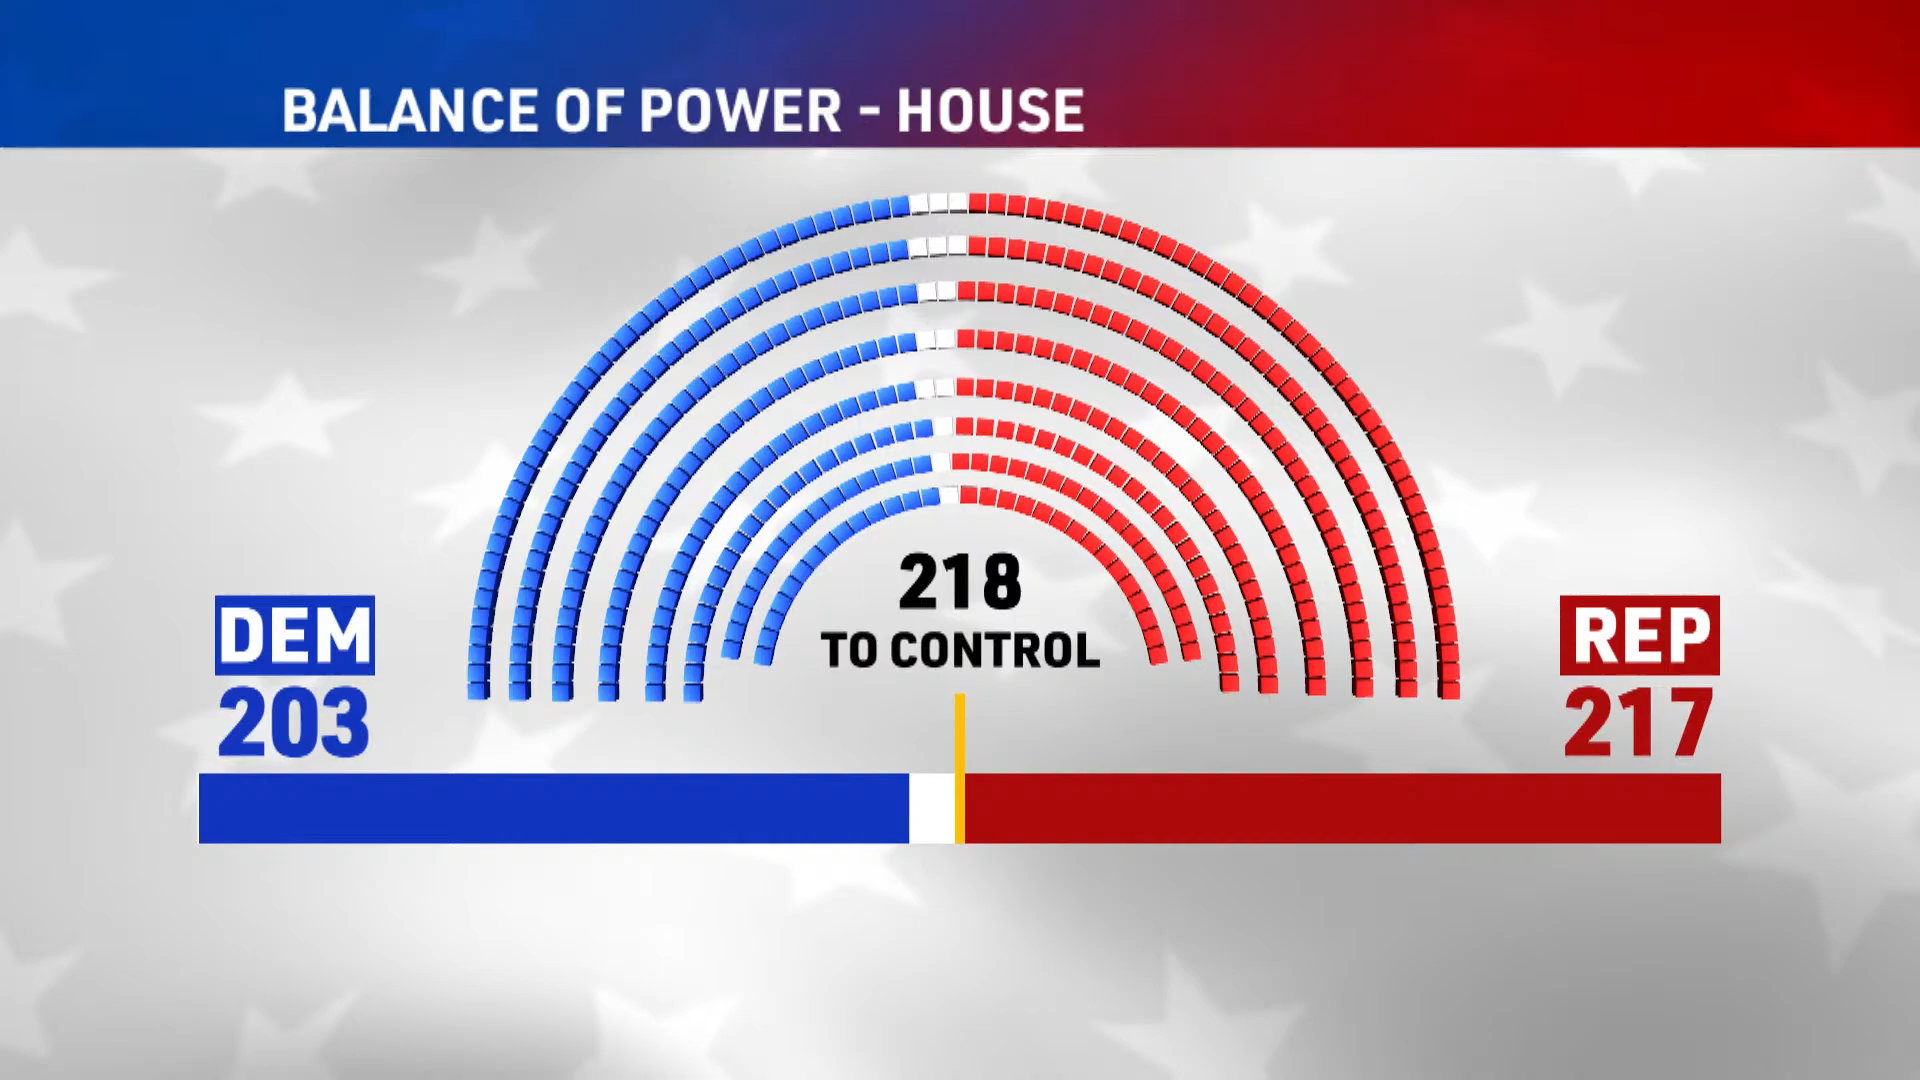 BALANCE OF POWER - HOUSE
218
TO CONTROL
DEM
203
REP
217